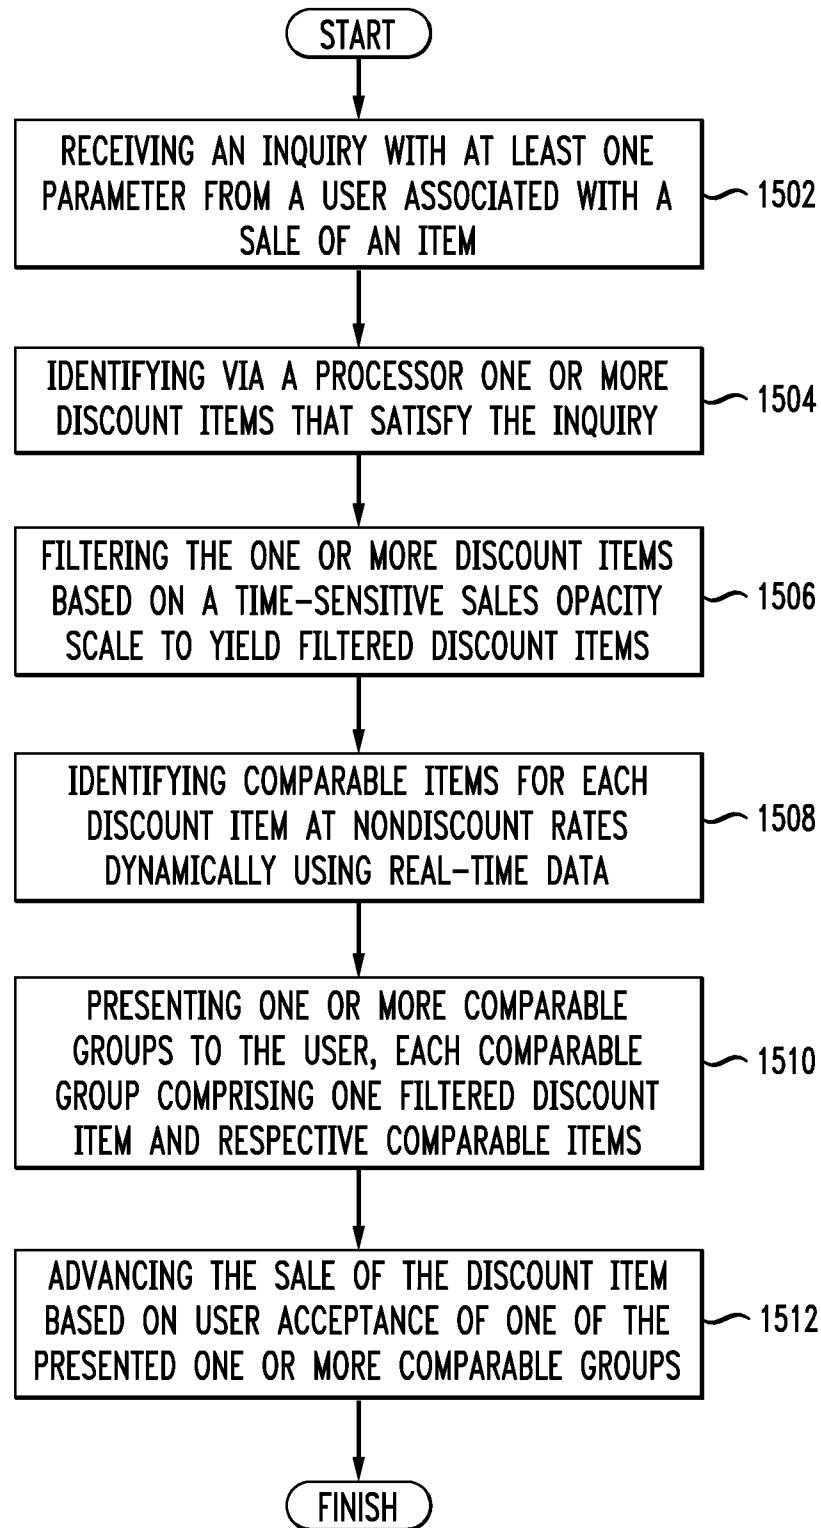 START
RECEIVING AN INQUIRY WITH AT LEAST ONE
PARAMETER FROM A USER ASSOCIATED WITH A
SALE OF AN ITEM
1502
IDENTIFYING VIA A PROCESSOR ONE OR MORE
DISCOUNT ITEMS THAT SATISFY THE INQUIRY
1504
FILTERING THE ONE OR MORE DISCOUNT ITEMS
BASED ON A TIME-SENSITIVE SALES OPACITY
SCALE TO YIELD FILTERED DISCOUNT ITEMS
1506
IDENTIFYING COMPARABLE ITEMS FOR EACH
DISCOUNT ITEM AT NONDISCOUNT RATES
DYNAMICALLY USING REAL-TIME DATA
1508
PRESENTING ONE OR MORE COMPARABLE
GROUPS TO THE USER, EACH COMPARABLE
GROUP COMPRISING ONE FILTERED DISCOUNT
ITEM AND RESPECTIVE COMPARABLE ITEMS
1510
ADVANCING THE SALE OF THE DISCOUNT ITEM
BASED ON USER ACCEPTANCE OF ONE OF THE
PRESENTED ONE OR MORE COMPARABLE GROUPS
1512
FINISH